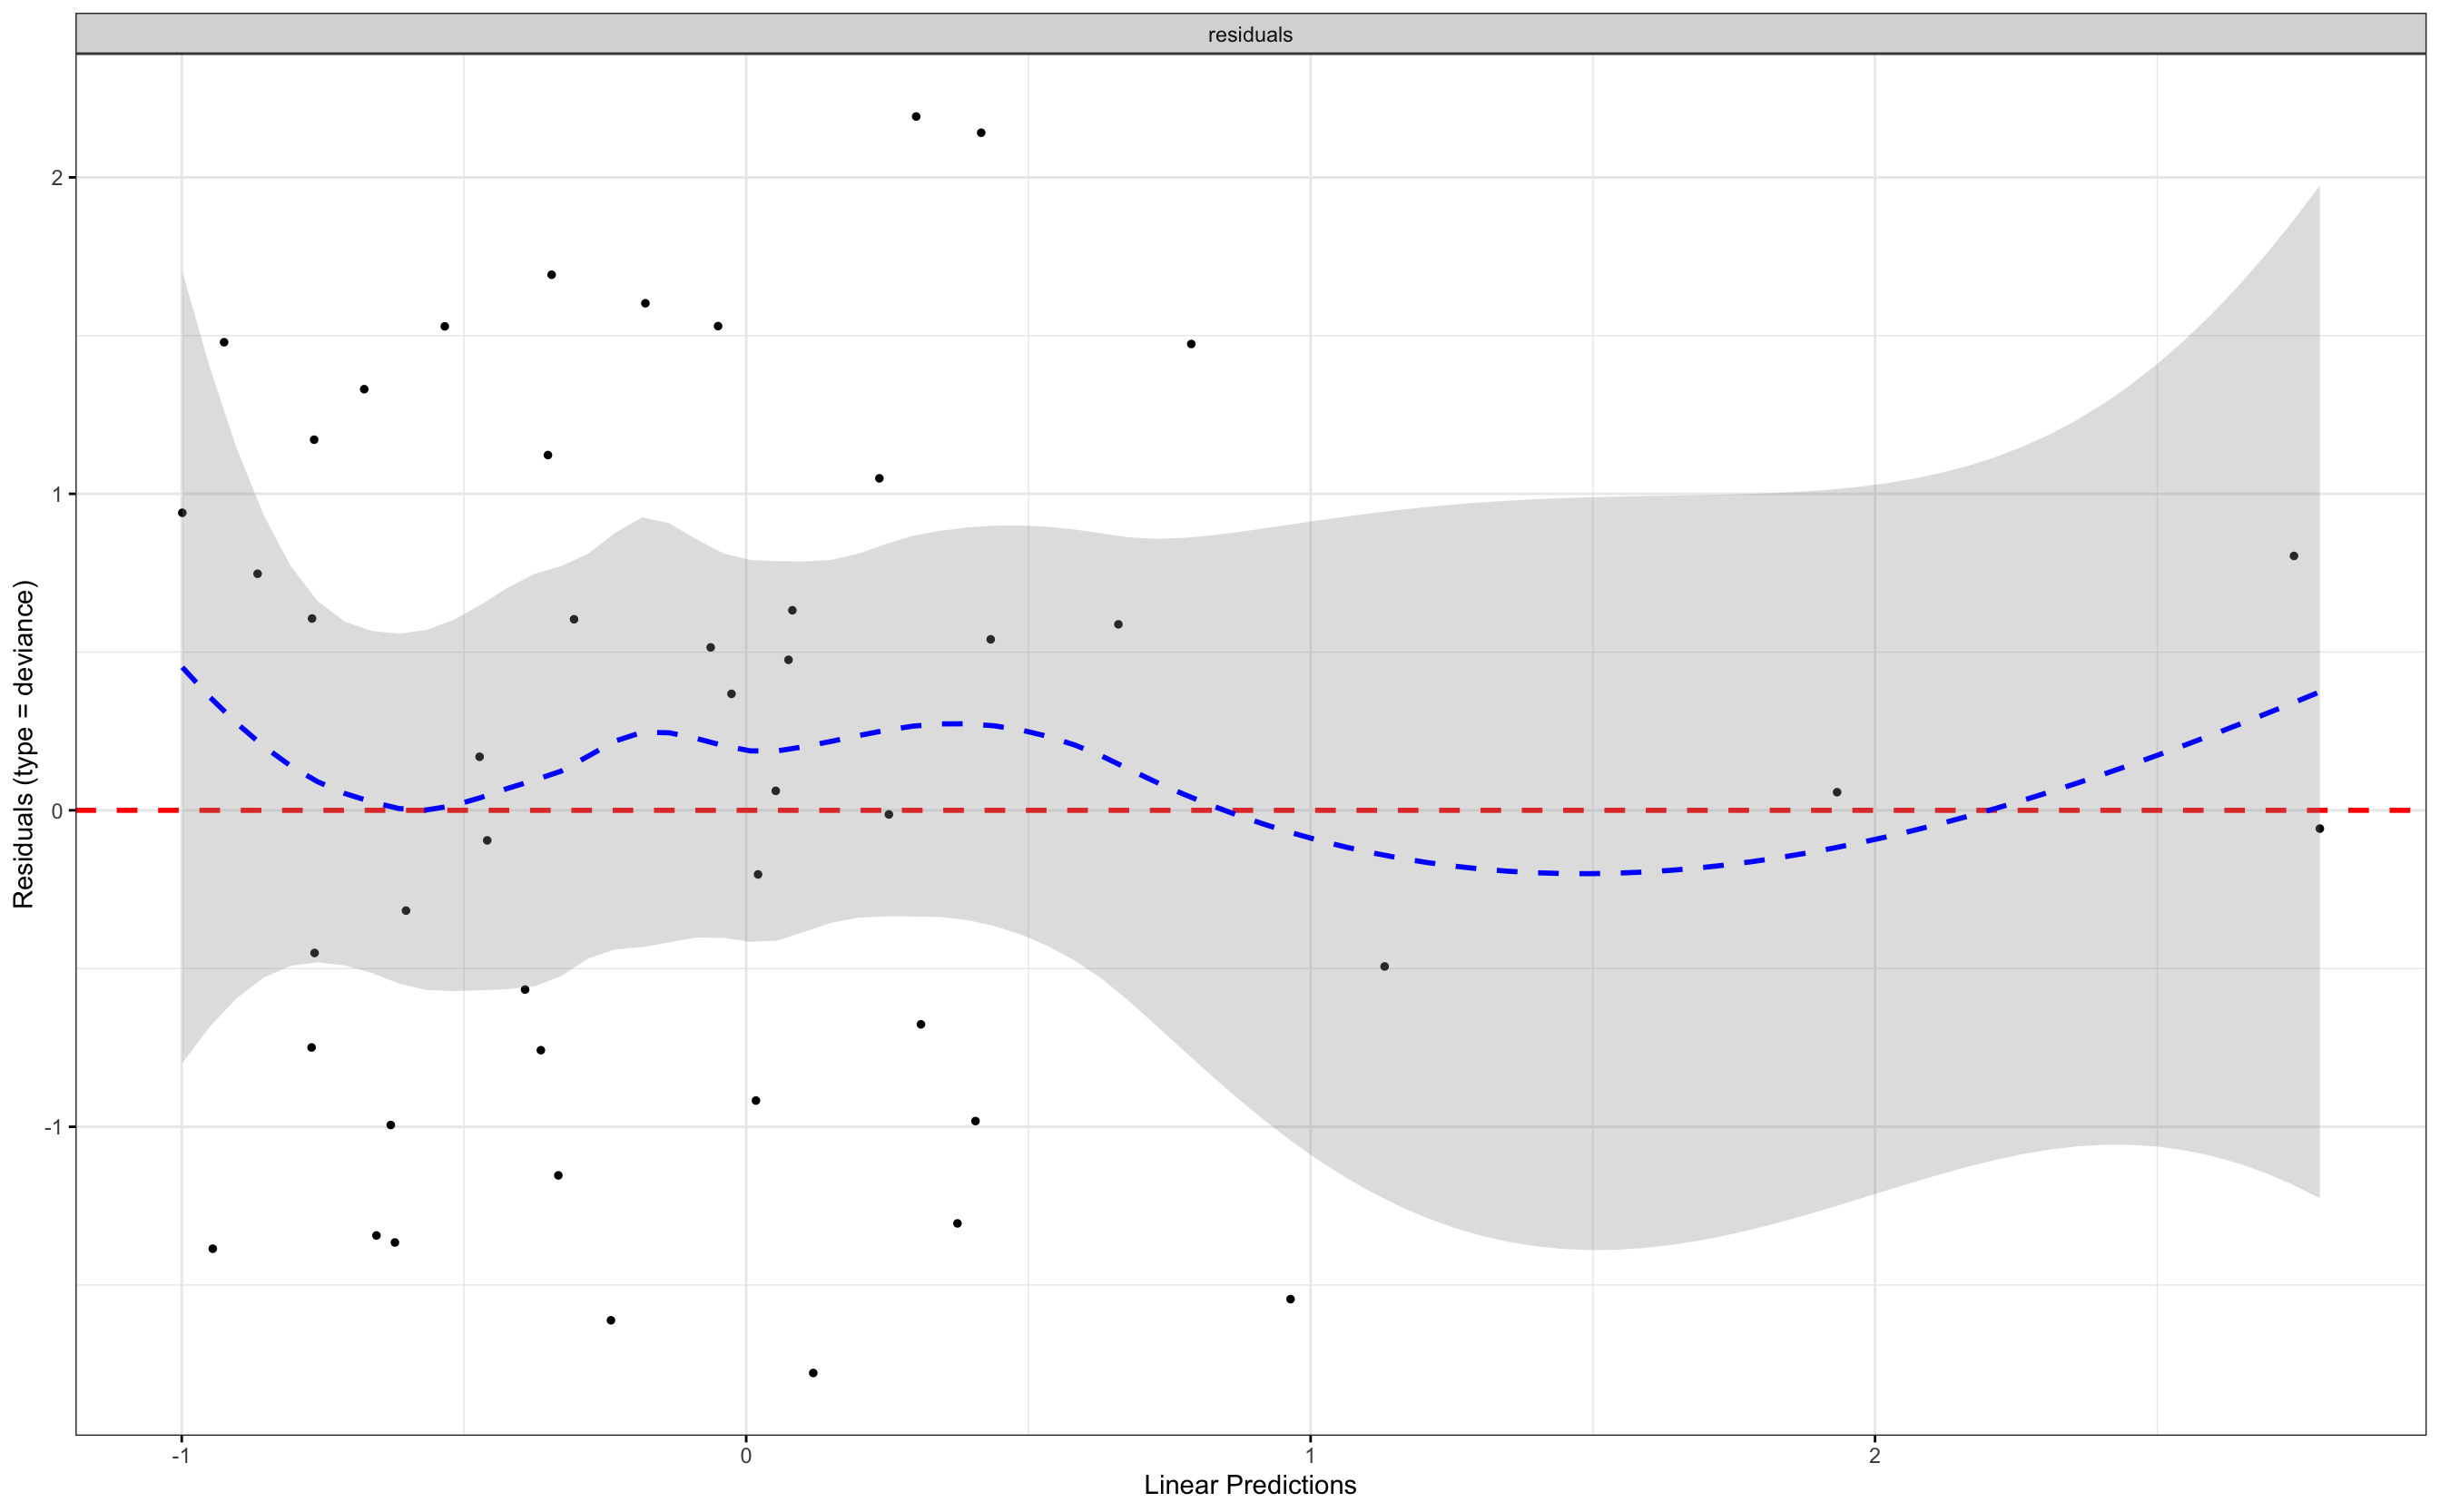 residuals
Residuals (type = deviance)
2
1
0
-1
-1
0
1
2
Linear Predictions